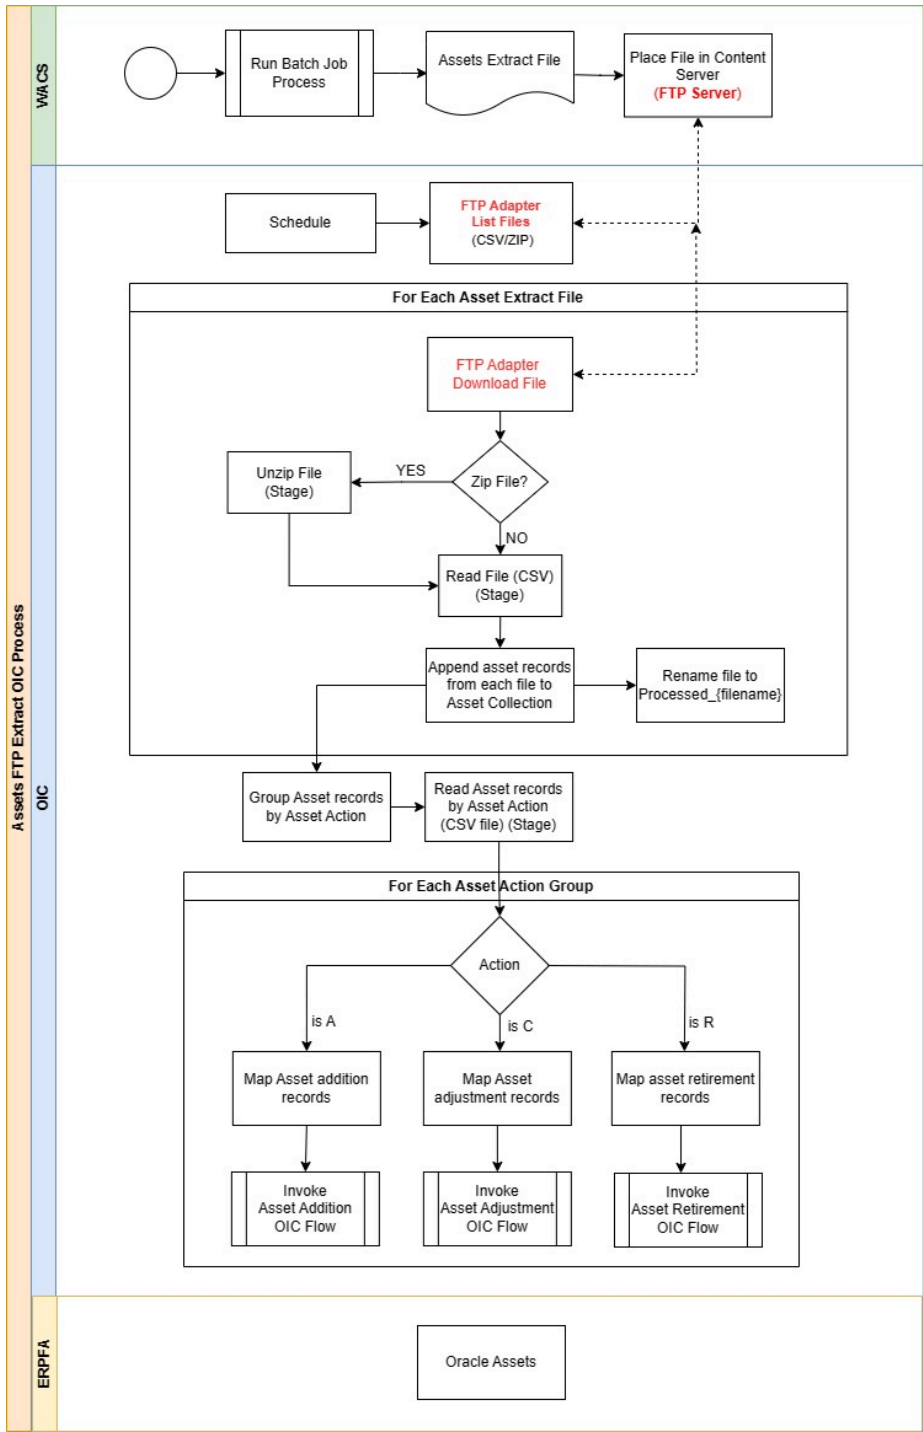 Assets FTP Extract OIC Process
WACS
Run Batch Job
Process
Assets Extract File
Place File in Content
Server
(FTP Server)
OIC
Schedule
FTP Adapter
List Files
(CSV/ZIP)
For Each Asset Extract File
FTP Adapter
Download File
Zip File?
YES
Unzip File
(Stage)
NO
Read File (CSV)
(Stage)
Append asset records
from each file to
Asset Collection
Rename file to
Processed_{filename}
Group Asset records
by Asset Action
Read Asset records
by Asset Action
(CSV file) (Stage)
For Each Asset Action Group
Action
is A
is C
is R
Map Asset addition
records
Map Asset
adjustment records
Map asset retirement
records
Invoke
Asset Addition
OIC Flow
Invoke
Asset Adjustment
OIC Flow
Invoke
Asset Retirement
OIC Flow
ERPFA
Oracle Assets